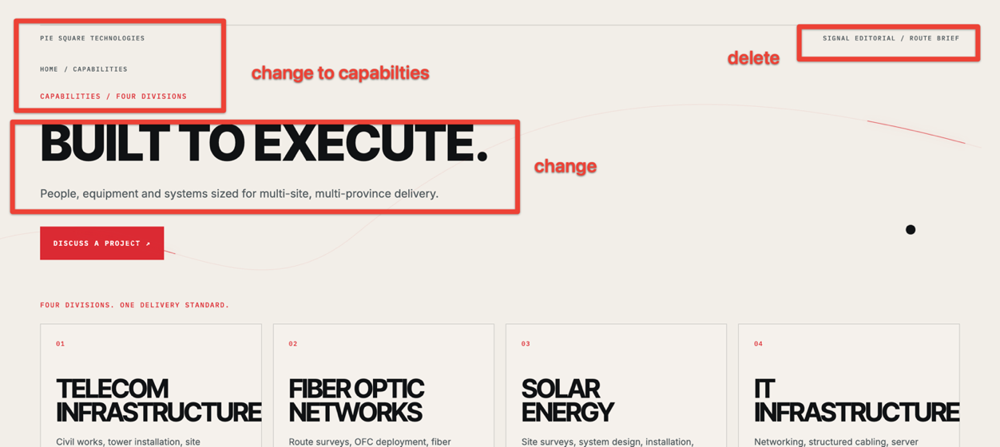 PIE SQUARE TECHNOLOGIES
SIGNAL EDITORIAL / ROUTE BRIEF
delete
HOME / CAPABILITIES
change to capabilties
CAPABILITIES / FOUR DIVISIONS
BUILT TO EXECUTE.
change
People, equipment and systems sized for multi-site, multi-province delivery.
DISCUSS A PROJECT ↗
FOUR DIVISIONS. ONE DELIVERY STANDARD.
01
TELECOM
INFRASTRUCTURE
Civil works, tower installation, site
02
FIBER OPTIC
NETWORKS
Route surveys, OFC deployment, fiber
03
SOLAR
ENERGY
Site surveys, system design, installation,
04
IT
INFRASTRUCTURE
Networking, structured cabling, server